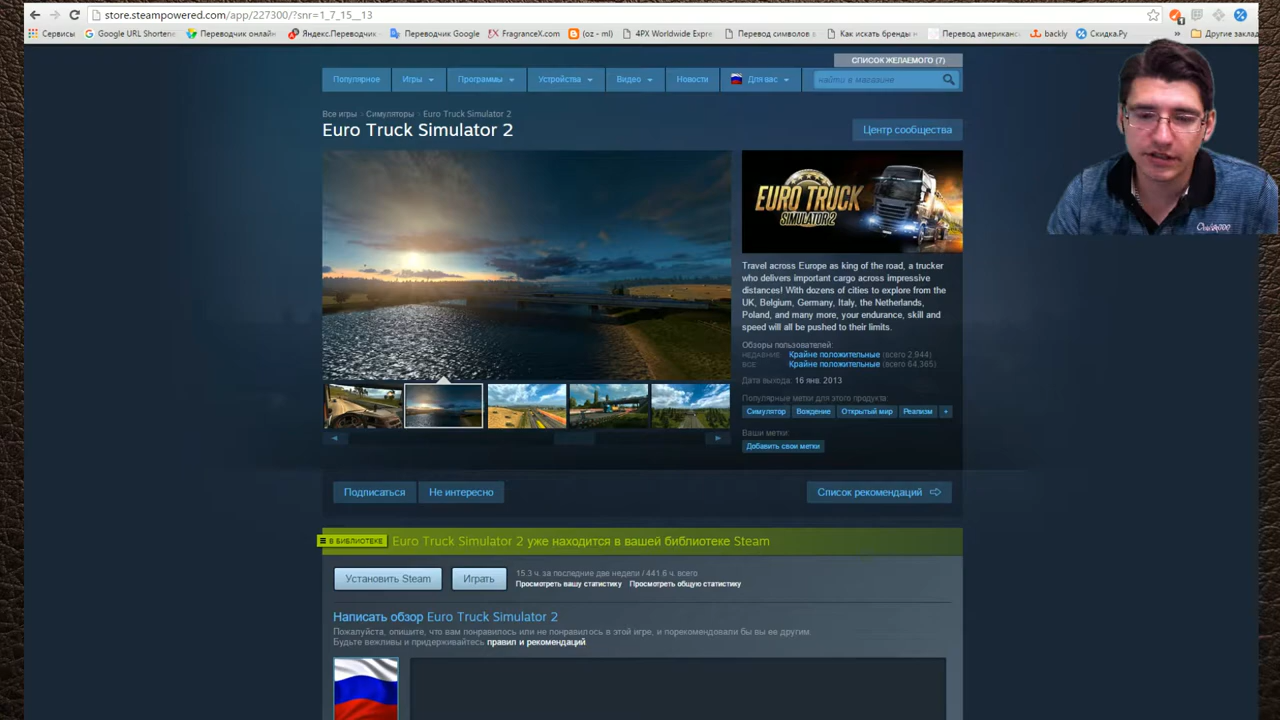 store.steampowered.com/app/227300/?snr=1_7_15__13
Сервисы
Google URL Shortene
Переводчик онлайн
Яндекс.Переводчик
Переводчик Google
FragranceX.com
(oz - ml)
4PX Worldwide Expre
Перевод символов в
Как искать бренды н
Перевод американс
backly
Скидка.Ру
»
Другие заклад
СПИСОК ЖЕЛАЕМОГО (7)
Популярное
Игры
Программы
Устройства
Видео
Новости
Для вас
найти в магазине
Все игры › Симуляторы › Euro Truck Simulator 2
Euro Truck Simulator 2
Центр сообщества
EURO TRUCK
SIMULATOR 2
Travel across Europe as king of the road, a trucker
who delivers important cargo across impressive
distances! With dozens of cities to explore from the
UK, Belgium, Germany, Italy, the Netherlands,
Poland, and many more, your endurance, skill and
speed will all be pushed to their limits.
Обзоры пользователей:
НЕДАВНИЕ: Крайне положительные (всего 2,944)
ВСЕ: Крайне положительные (всего 64,365)
Дата выхода: 16 янв. 2013
Популярные метки для этого продукта:
Симулятор Вождение Открытый мир Реализм +
Ваши метки:
Добавить свои метки
Подписаться
Не интересно
Список рекомендаций
В БИБЛИОТЕКЕ
Euro Truck Simulator 2 уже находится в вашей библиотеке Steam
Установить Steam
Играть
15.3 ч. за последние две недели / 441.6 ч. всего
Просмотреть вашу статистику Просмотреть общую статистику
Написать обзор Euro Truck Simulator 2
Пожалуйста, опишите, что вам понравилось или не понравилось в этой игре, и порекомендовали бы вы ее другим.
Будьте вежливы и придерживайтесь правил и рекомендаций.